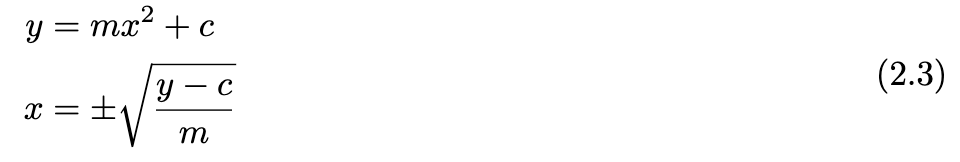 y = mx² + c
(2.3)
x = ±√((y − c)/m)